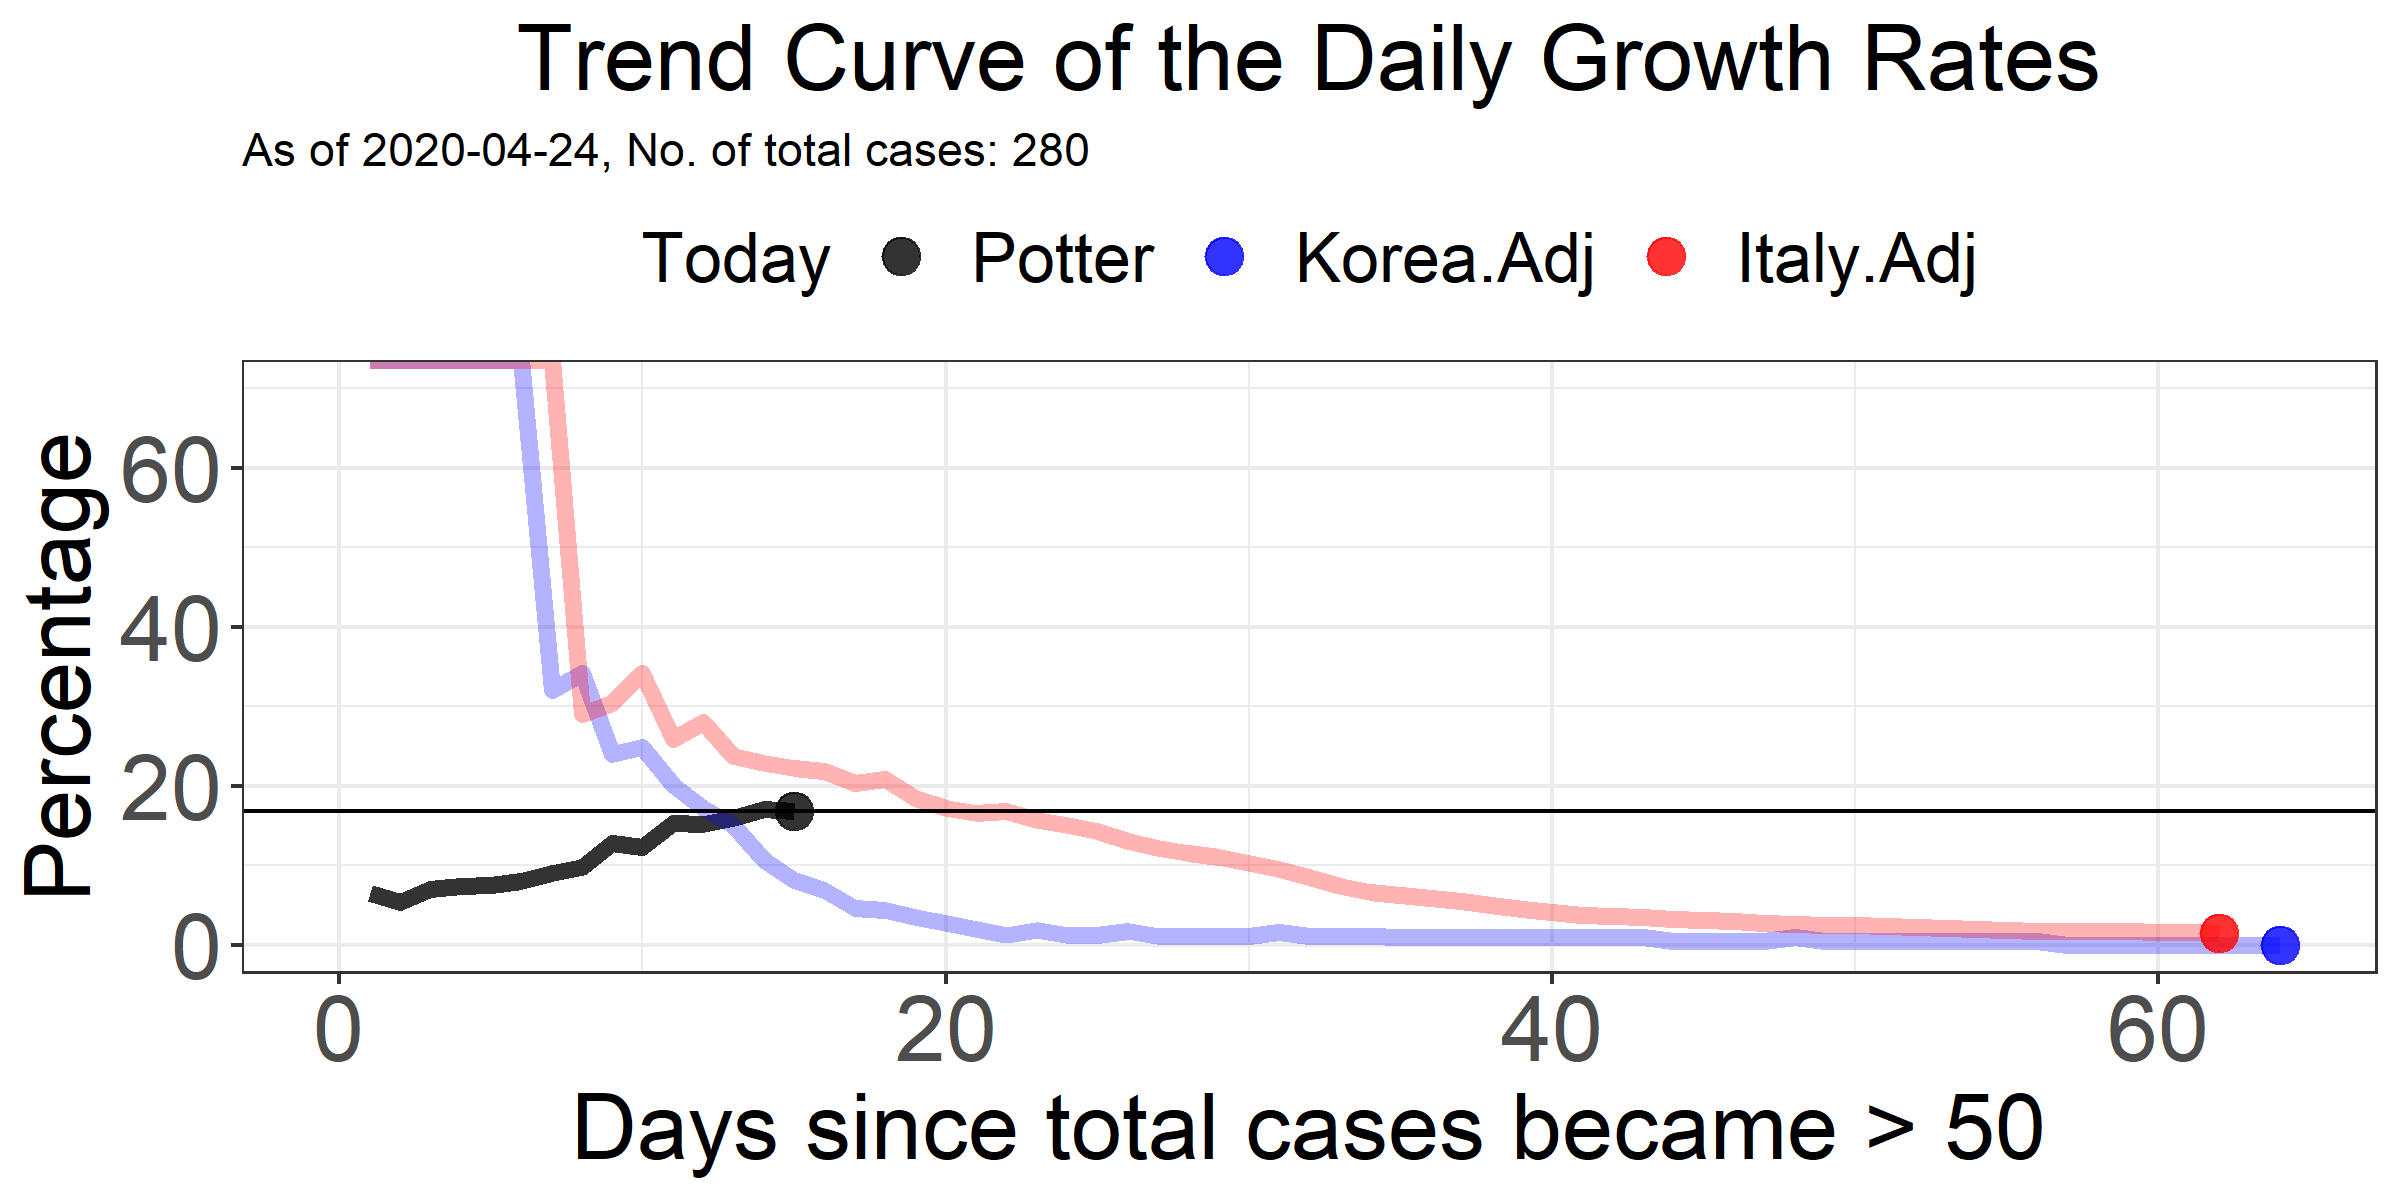 Trend Curve of the Daily Growth Rates
As of 2020-04-24, No. of total cases: 280
Today Potter Korea.Adj Italy.Adj
Percentage
60
40
20
0
0 20 40 60
Days since total cases became > 50